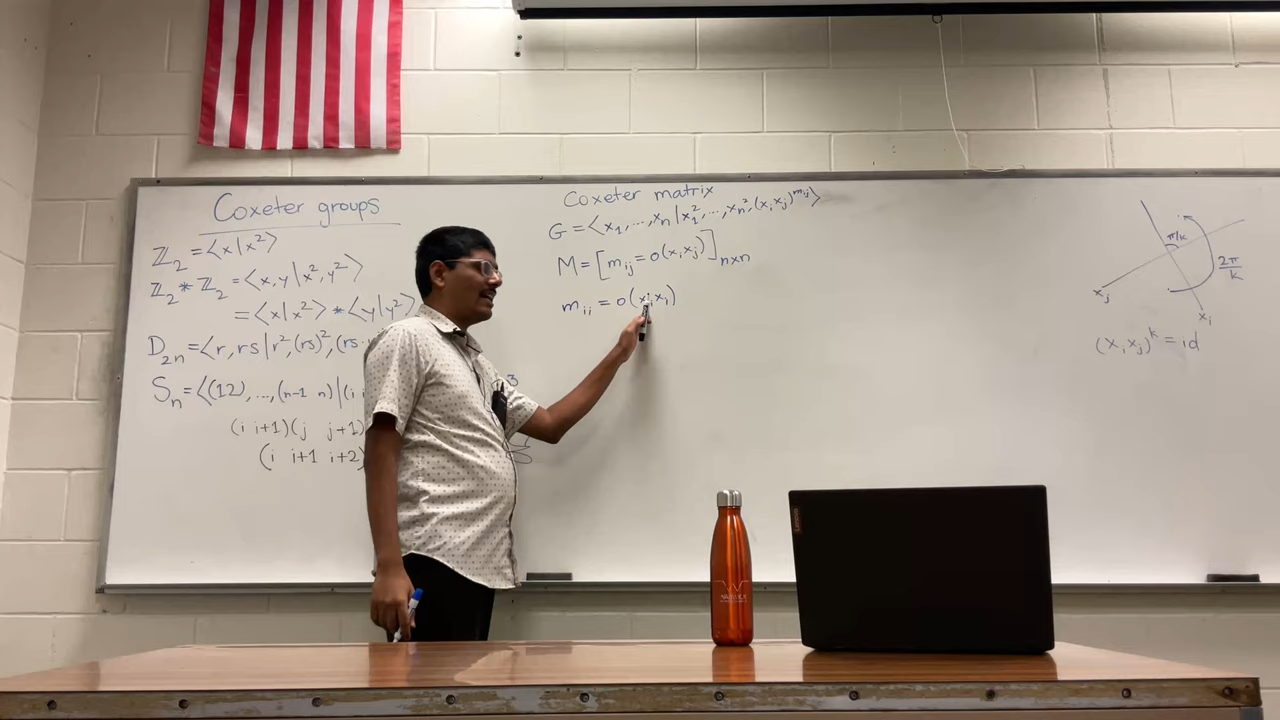 Coxeter groups
ℤ₂ = ⟨x | x²⟩
ℤ₂ * ℤ₂ = ⟨x, y | x², y²⟩
= ⟨x | x²⟩ * ⟨y | y²⟩
D₂ₙ = ⟨r, rs | r², (rs)², (rs
Sₙ = ⟨(12), ..., (n-1 n) | (i
3
(i i+1)(j j+1)
(i i+1 i+2)
Coxeter matrix
G = ⟨x₁, ..., xₙ | x₁², ..., xₙ², (xᵢxⱼ)^mᵢⱼ⟩
M = [mᵢⱼ = o(xᵢxⱼ)]ₙₓₙ
mᵢᵢ = o(xᵢxᵢ)
π/k
2π/k
xⱼ
xᵢ
(xᵢxⱼ)ᵏ = id
Lenovo